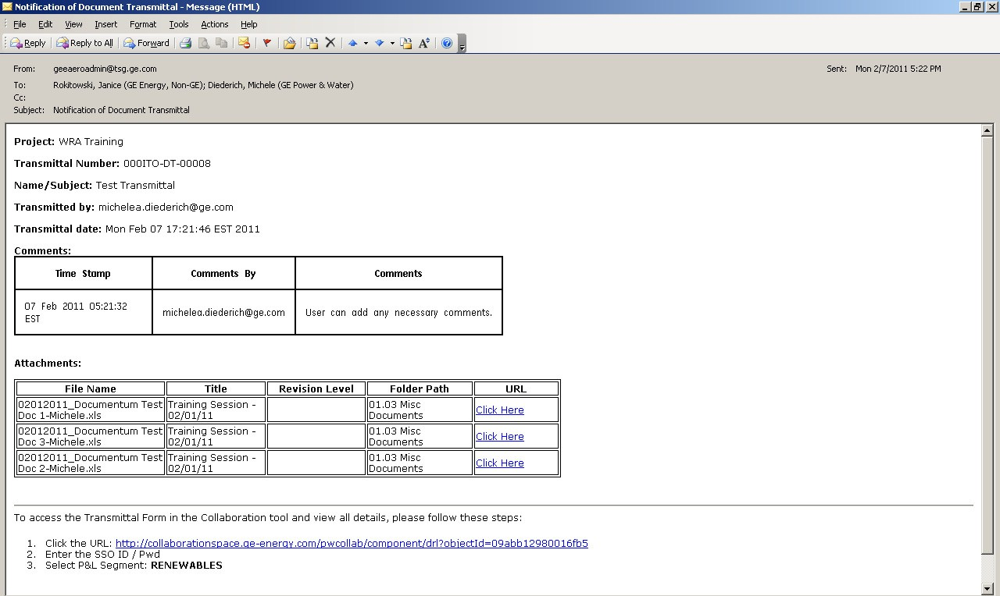 Notification of Document Transmittal - Message (HTML)
File Edit View Insert Format Tools Actions Help
Reply Reply to All Forward
From: geeaeroadmin@tsg.ge.com Sent: Mon 2/7/2011 5:22 PM
To: Rokitowski, Janice (GE Energy, Non-GE); Diederich, Michele (GE Power & Water)
Cc:
Subject: Notification of Document Transmittal
Project: WRA Training
Transmittal Number: 000ITO-DT-00008
Name/Subject: Test Transmittal
Transmitted by: michelea.diederich@ge.com
Transmittal date: Mon Feb 07 17:21:46 EST 2011
Comments:
Time Stamp Comments By Comments
07 Feb 2011 05:21:32
EST
michelea.diederich@ge.com User can add any necessary comments.
Attachments:
File Name Title Revision Level Folder Path URL
02012011_Documentum Test Training Session - 01.03 Misc
Doc 1-Michele.xls 02/01/11 Documents
Click Here
02012011_Documentum Test Training Session - 01.03 Misc
Doc 3-Michele.xls 02/01/11 Documents
Click Here
02012011_Documentum Test Training Session - 01.03 Misc
Doc 2-Michele.xls 02/01/11 Documents
Click Here
To access the Transmittal Form in the Collaboration tool and view all details, please follow these steps:
1. Click the URL: http://collaborationspace.ge-energy.com/pwcollab/component/drl?objectId=09abb12980016fb5
2. Enter the SSO ID / Pwd
3. Select P&L Segment: RENEWABLES